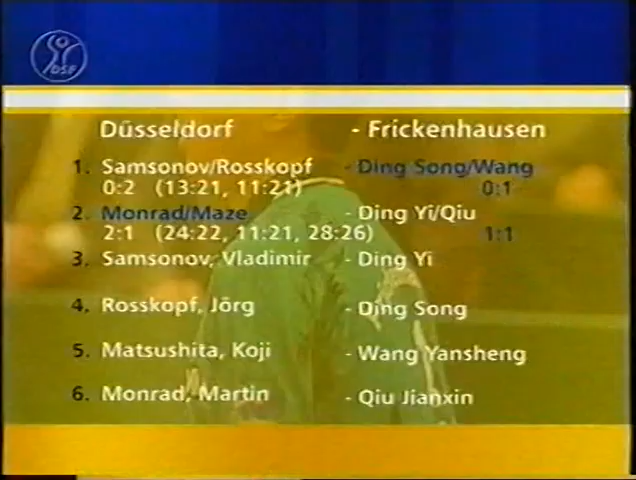 DSF
Düsseldorf - Frickenhausen
1. Samsonov/Rosskopf - Ding Song/Wang
0:2 (13:21, 11:21) 0:1
2. Monrad/Maze - Ding Yi/Qiu
2:1 (24:22, 11:21, 28:26) 1:1
3. Samsonov, Vladimir - Ding Yi
4. Rosskopf, Jörg - Ding Song
5. Matsushita, Koji - Wang Yansheng
6. Monrad, Martin - Qiu Jianxin